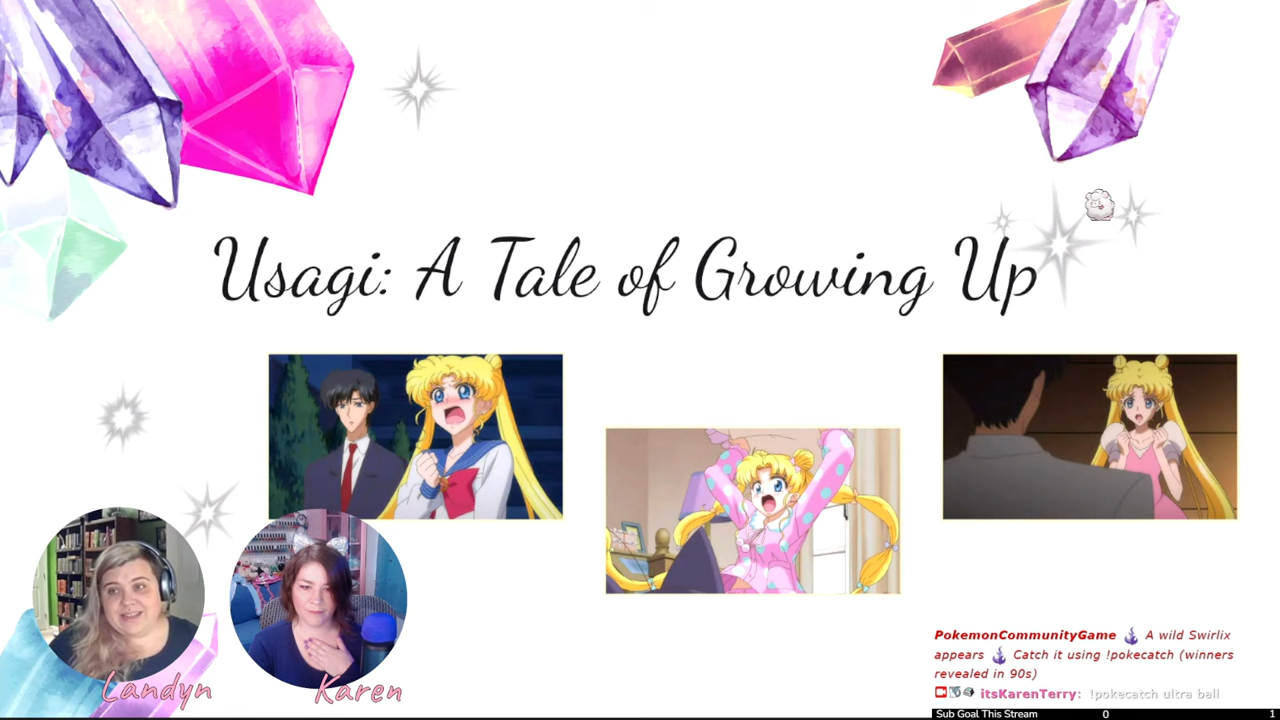 Usagi: A Tale of Growing Up
Landyn
Karen
PokemonCommunityGame A wild Swirlix
appears Catch it using !pokecatch (winners
revealed in 90s)
itsKarenTerry: !pokecatch ultra ball
Sub Goal This Stream 0 1